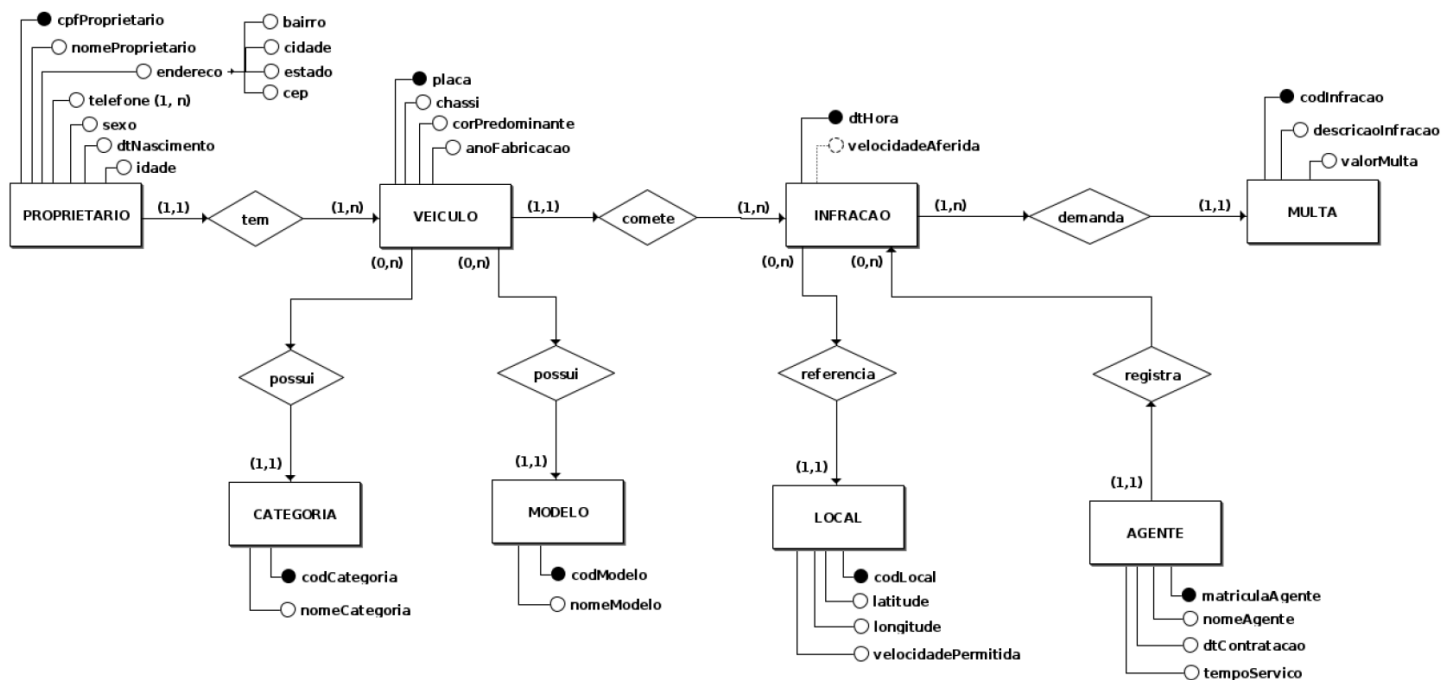 cpfProprietario
nomeProprietario
endereco
bairro
cidade
estado
cep
telefone (1, n)
sexo
dtNascimento
idade
PROPRIETARIO
(1,1)
tem
(1,n)
placa
chassi
corPredominante
anoFabricacao
VEICULO
(0,n)
(0,n)
(1,1)
comete
(1,n)
dtHora
velocidadeAferida
INFRACAO
(0,n)
(0,n)
(1,n)
demanda
(1,1)
codInfracao
descricaoInfracao
valorMulta
MULTA
possui
possui
referencia
registra
(1,1)
CATEGORIA
codCategoria
nomeCategoria
(1,1)
MODELO
codModelo
nomeModelo
(1,1)
LOCAL
codLocal
latitude
longitude
velocidadePermitida
(1,1)
AGENTE
matriculaAgente
nomeAgente
dtContratacao
tempoServico